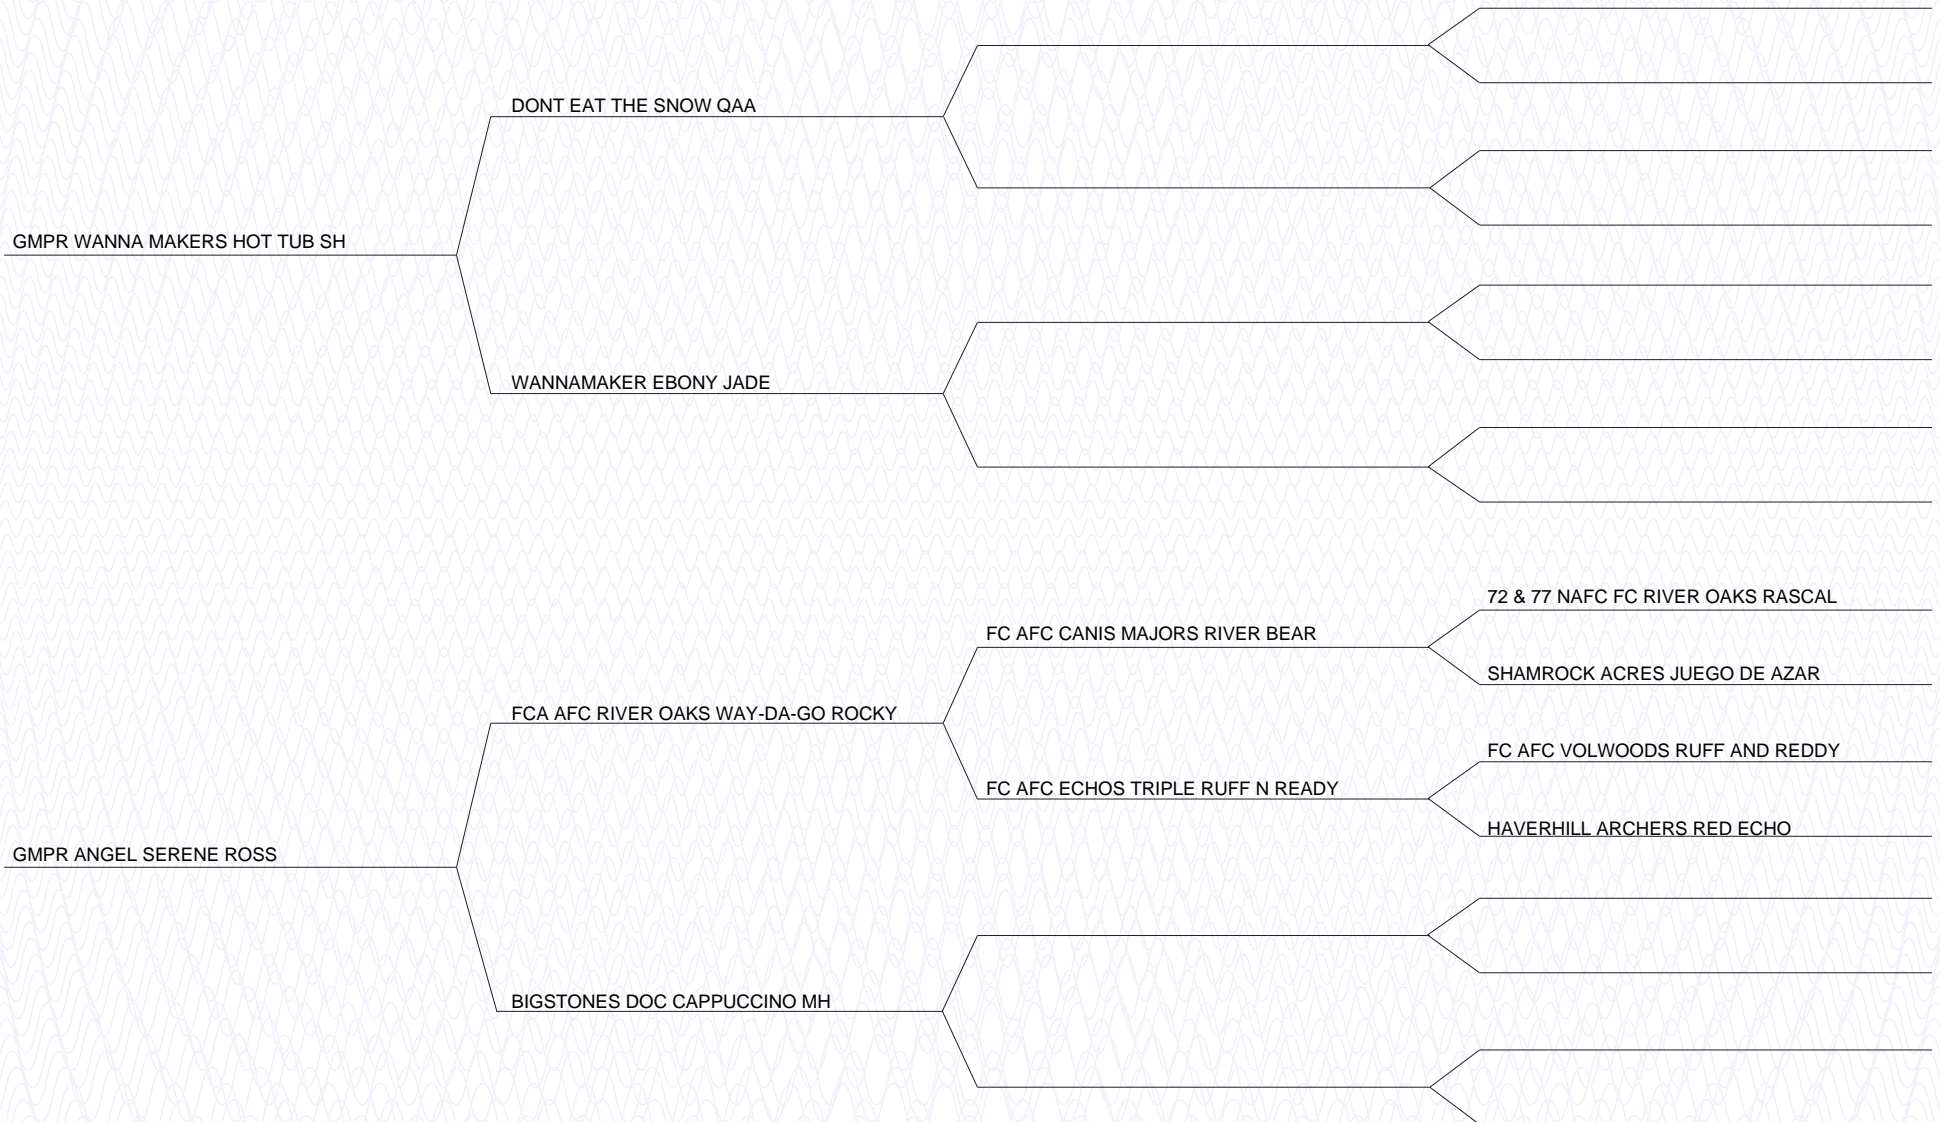 DONT EAT THE SNOW QAA
GMPR WANNA MAKERS HOT TUB SH
WANNAMAKER EBONY JADE
72 & 77 NAFC FC RIVER OAKS RASCAL
FC AFC CANIS MAJORS RIVER BEAR
SHAMROCK ACRES JUEGO DE AZAR
FCA AFC RIVER OAKS WAY-DA-GO ROCKY
FC AFC VOLWOODS RUFF AND REDDY
FC AFC ECHOS TRIPLE RUFF N READY
HAVERHILL ARCHERS RED ECHO
GMPR ANGEL SERENE ROSS
BIGSTONES DOC CAPPUCCINO MH